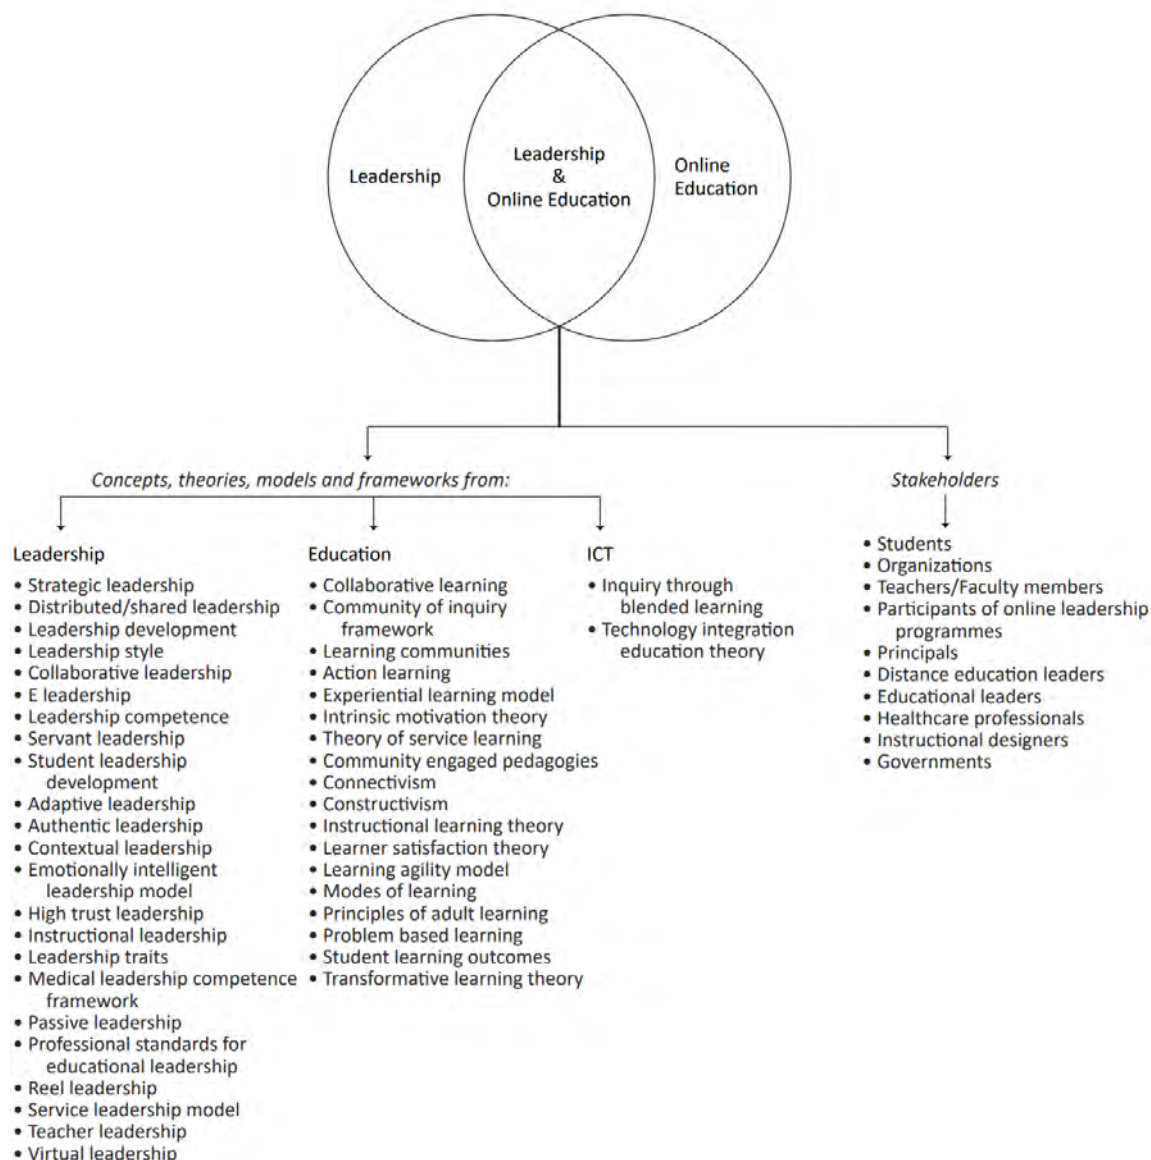 Leadership
Leadership
&
Online Education
Online
Education
Concepts, theories, models and frameworks from:
Stakeholders
Leadership
• Strategic leadership
• Distributed/shared leadership
• Leadership development
• Leadership style
• Collaborative leadership
• E leadership
• Leadership competence
• Servant leadership
• Student leadership
development
• Adaptive leadership
• Authentic leadership
• Contextual leadership
• Emotionally intelligent
leadership model
• High trust leadership
• Instructional leadership
• Leadership traits
• Medical leadership competence
framework
• Passive leadership
• Professional standards for
educational leadership
• Reel leadership
• Service leadership model
• Teacher leadership
• Virtual leadership
Education
• Collaborative learning
• Community of inquiry
framework
• Learning communities
• Action learning
• Experiential learning model
• Intrinsic motivation theory
• Theory of service learning
• Community engaged pedagogies
• Connectivism
• Constructivism
• Instructional learning theory
• Learner satisfaction theory
• Learning agility model
• Modes of learning
• Principles of adult learning
• Problem based learning
• Student learning outcomes
• Transformative learning theory
ICT
• Inquiry through
blended learning
• Technology integration
education theory
• Students
• Organizations
• Teachers/Faculty members
• Participants of online leadership
programmes
• Principals
• Distance education leaders
• Educational leaders
• Healthcare professionals
• Instructional designers
• Governments